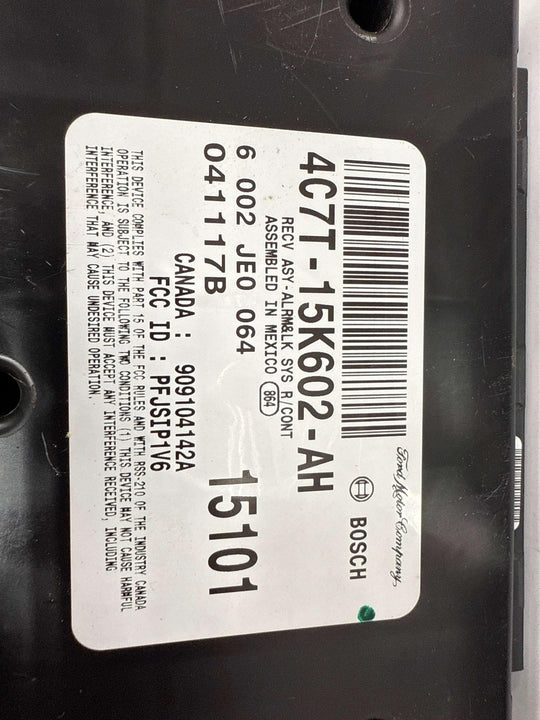 Ford Motor Company,
BOSCH
4C7T-15K602-AH
RECV ASY-ALRM&LK SYS R/CONT
ASSEMBLED IN MEXICO 864
6 002 JE0 064
041117B
15101
CANADA : 909104142A
FCC ID : PFJSIP1V6
THIS DEVICE COMPLIES WITH PART 15 OF THE FCC RULES AND WITH RSS-210 OF THE INDUSTRY CANADA
OPERATION IS SUBJECT TO THE FOLLOWING TWO CONDITIONS (1) THIS DEVICE MAY NOT CAUSE HARMFUL
INTERFERENCE, AND (2) THIS DEVICE MUST ACCEPT ANY INTERFERENCE RECEIVED, INCLUDING
INTERFERENCE THAT MAY CAUSE UNDESIRED OPERATION.